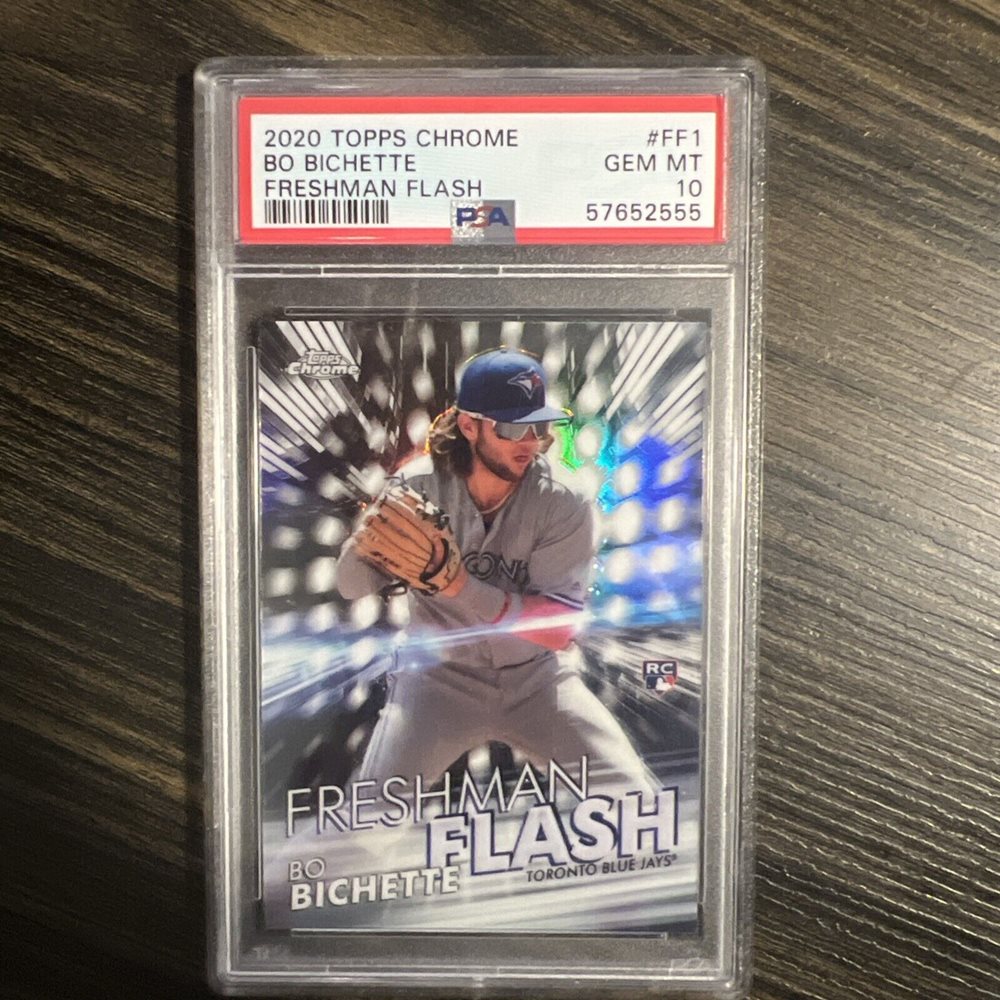 2020 TOPPS CHROME #FF1
BO BICHETTE GEM MT
FRESHMAN FLASH 10
PSA 57652555
Topps
Chrome
RC
FRESHMAN
FLASH
BO
BICHETTE
TORONTO BLUE JAYS®